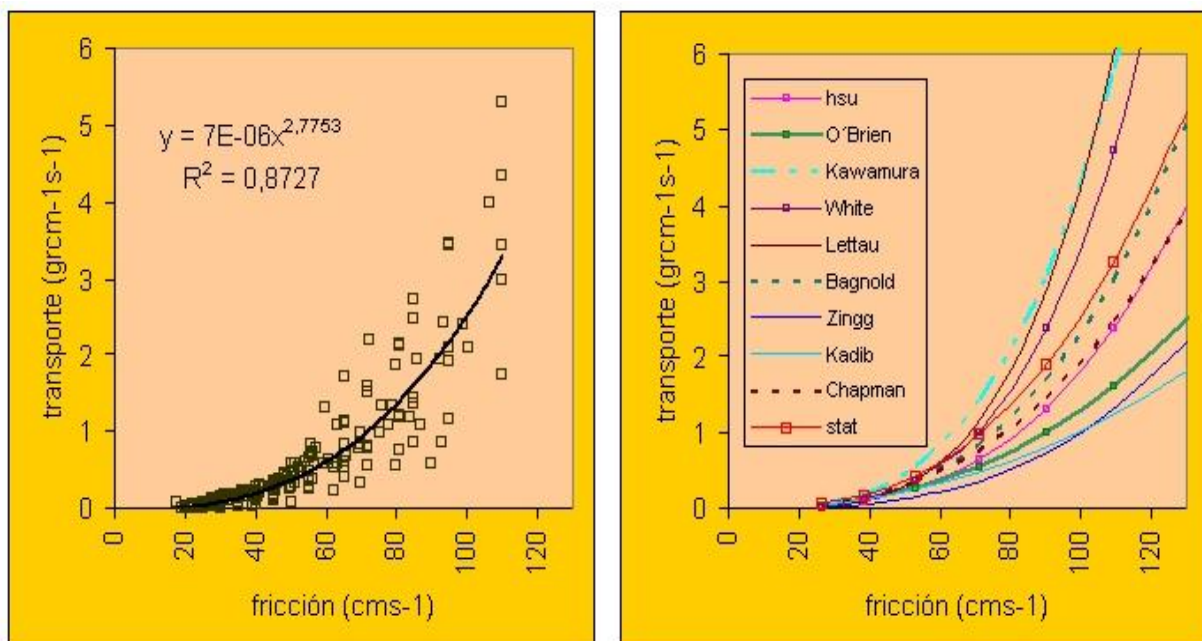 6
5
4
3
2
1
0
transporte (grcm-1s-1)
y = 7E-06x^2,7753
R² = 0,8727
0
20
40
60
80
100
120
fricción (cms-1)
6
5
4
3
2
1
0
transporte (grcm-1s-1)
hsu
O´Brien
Kawamura
White
Lettau
Bagnold
Zingg
Kadib
Chapman
stat
0
20
40
60
80
100
120
fricción (cms-1)